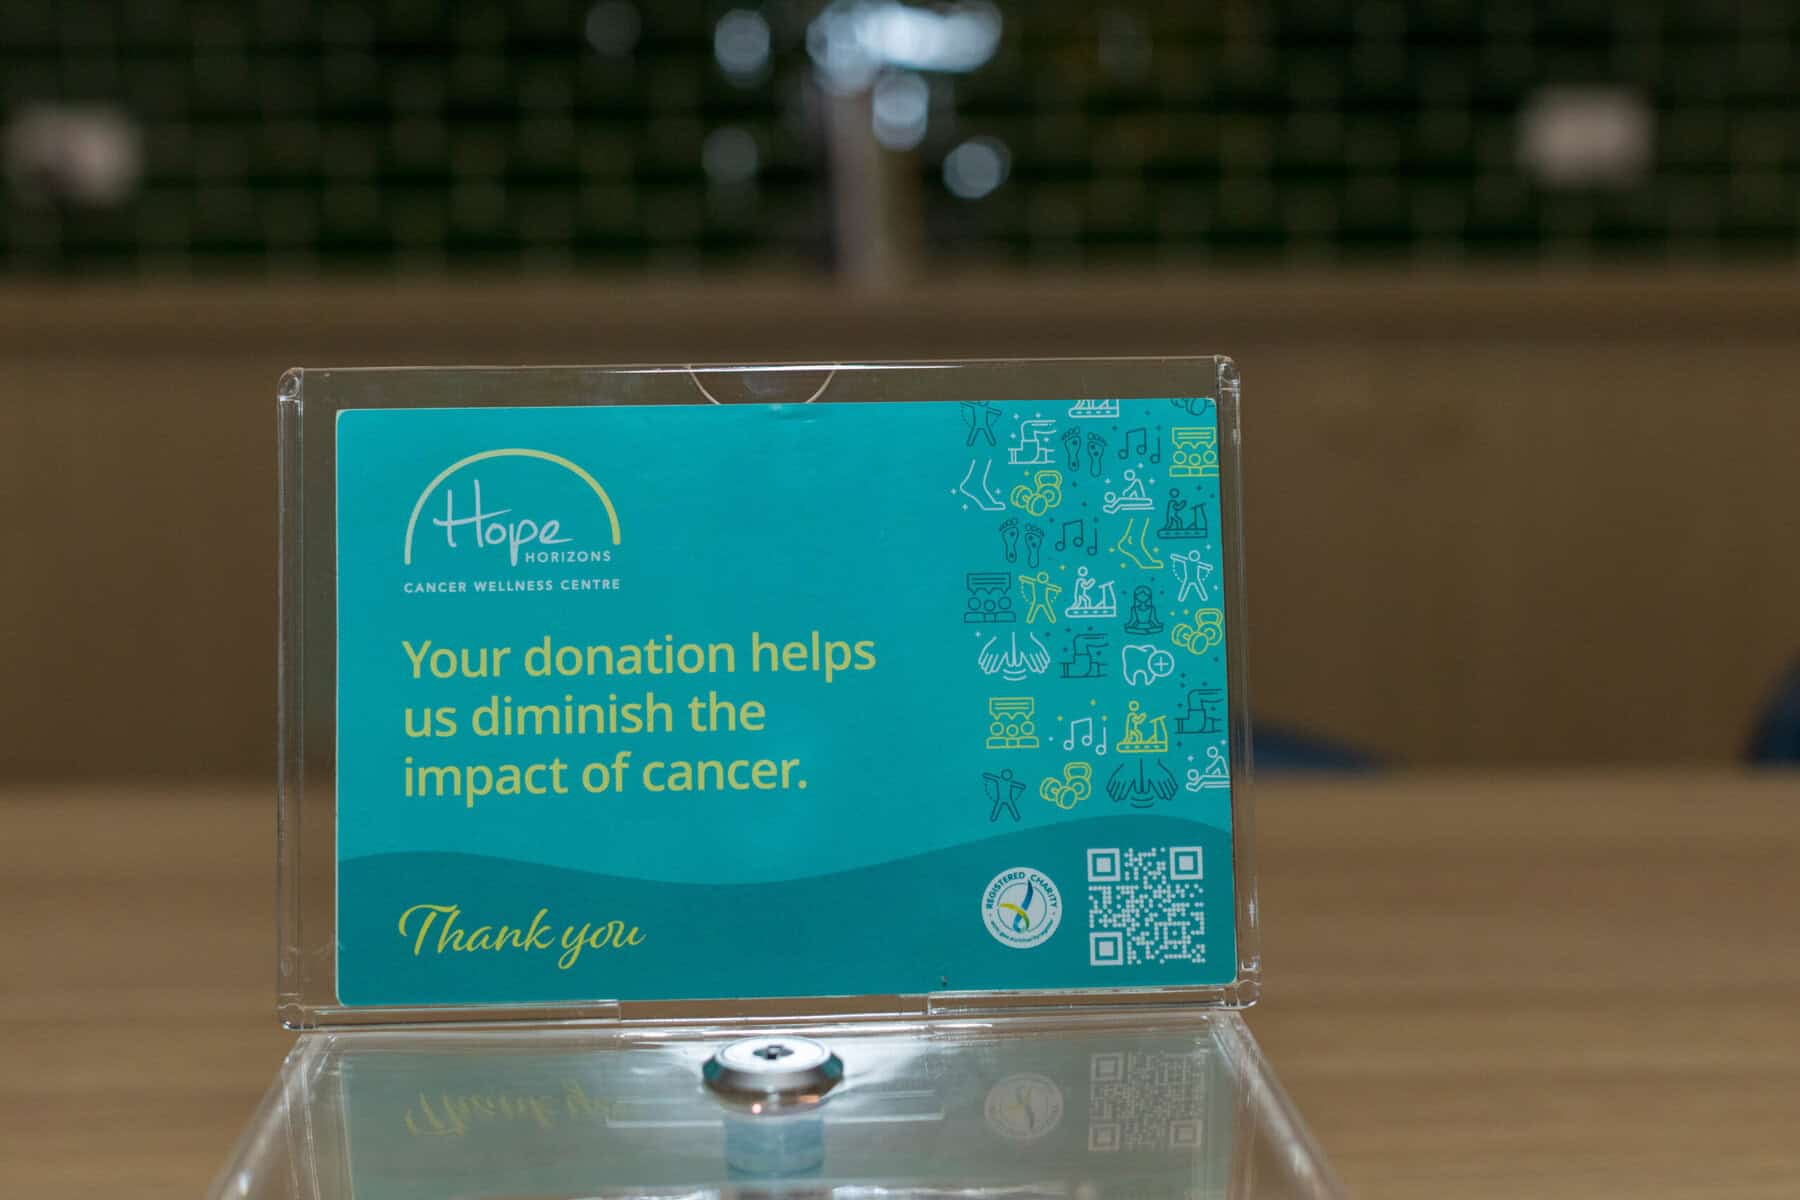 Hope
HORIZONS
CANCER WELLNESS CENTRE
Your donation helps
us diminish the
impact of cancer.
Thank you
REGISTERED CHARITY